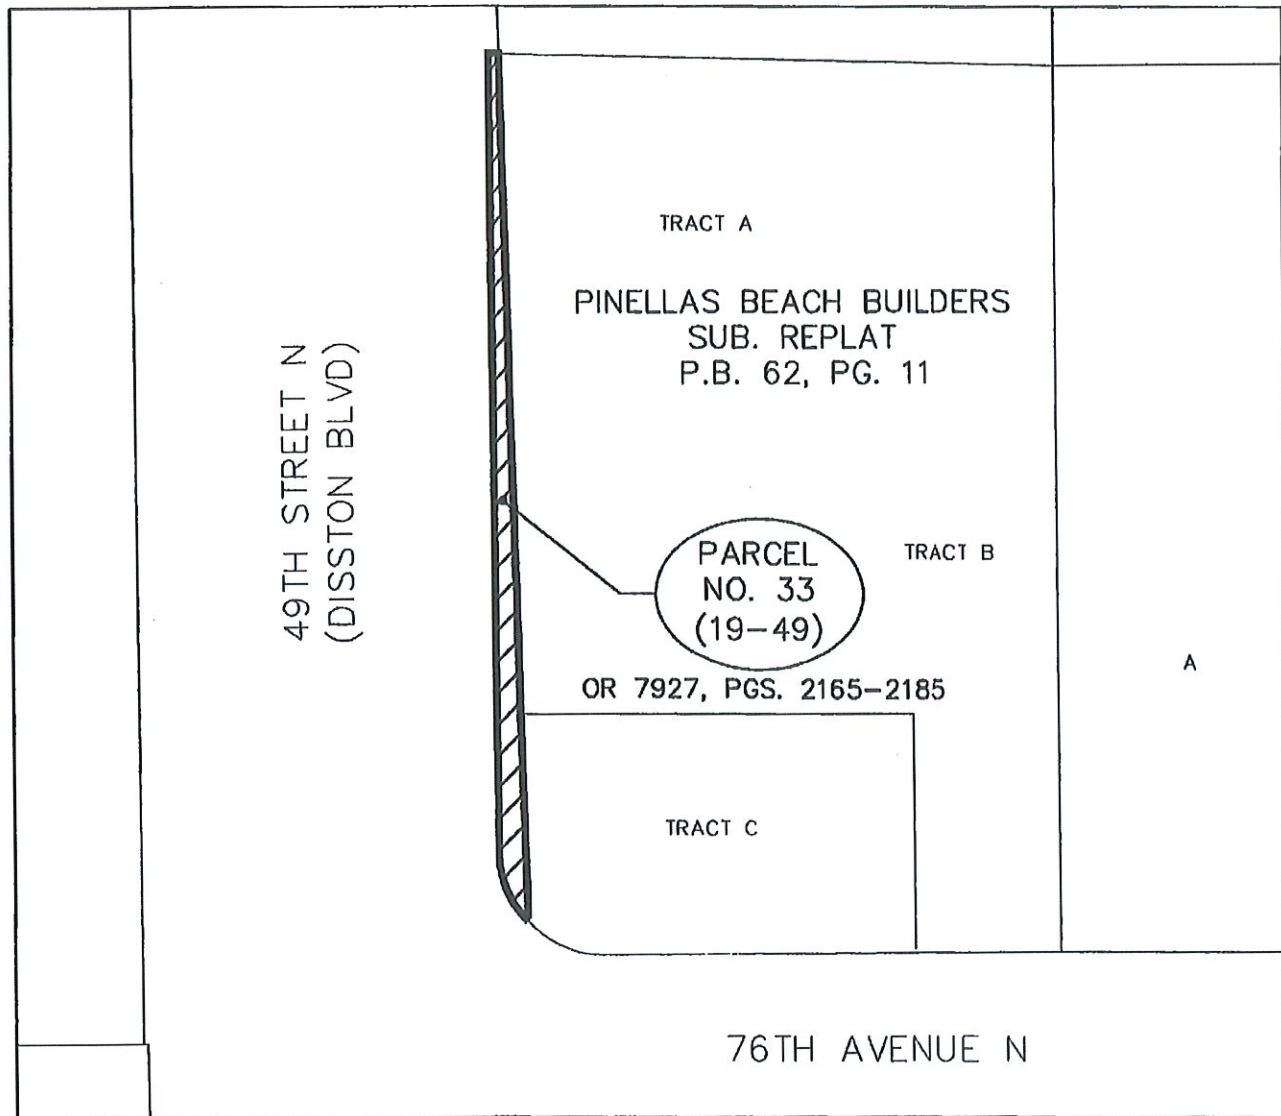 TRACT A
PINELLAS BEACH BUILDERS
SUB. REPLAT
P.B. 62, PG. 11
49TH STREET N
(DISSTON BLVD)
PARCEL
NO. 33
(19-49)
TRACT B
A
OR 7927, PGS. 2165-2185
TRACT C
76TH AVENUE N